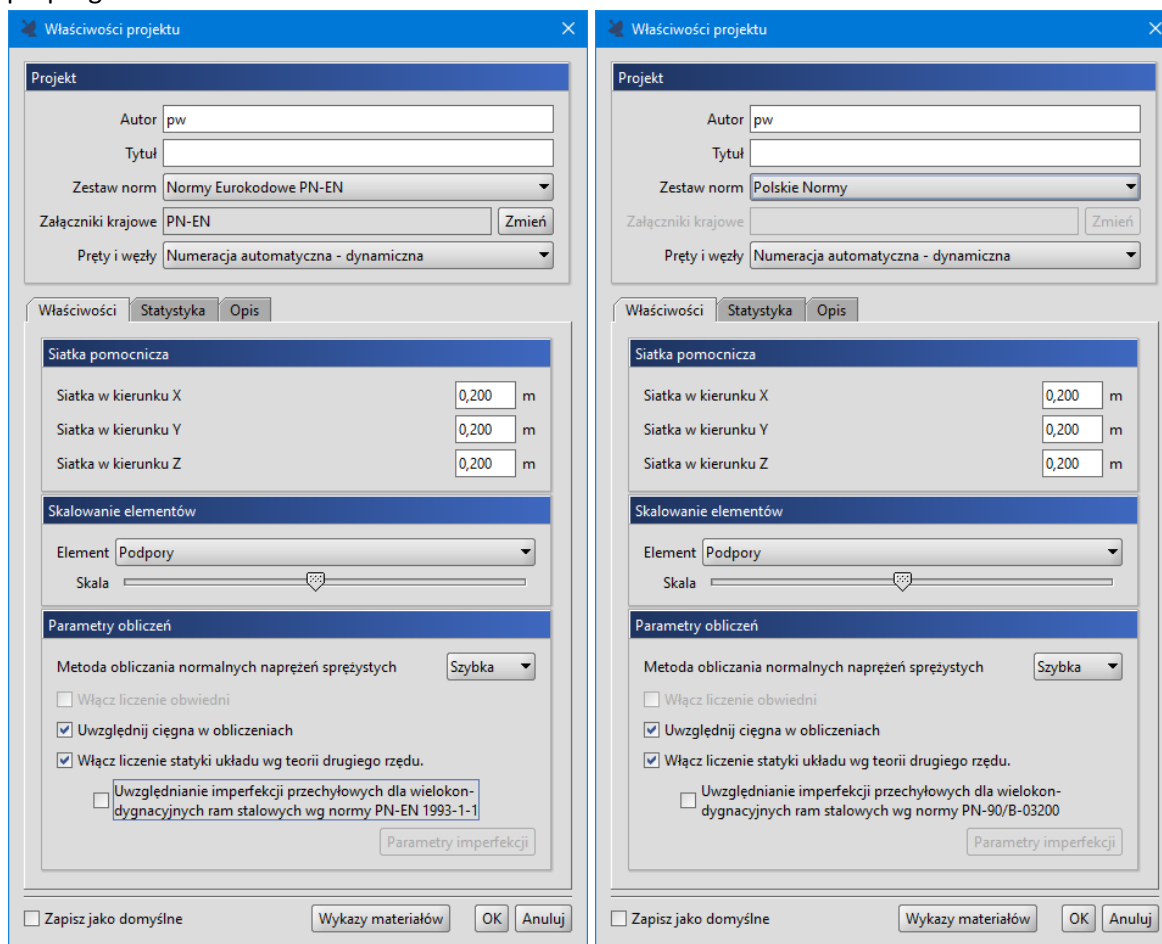 Właściwości projektu
Projekt
Autor pw
Tytuł
Zestaw norm Normy Eurokodowe PN-EN
Załączniki krajowe PN-EN Zmień
Pręty i węzły Numeracja automatyczna - dynamiczna
Właściwości Statystyka Opis
Siatka pomocnicza
Siatka w kierunku X 0,200 m
Siatka w kierunku Y 0,200 m
Siatka w kierunku Z 0,200 m
Skalowanie elementów
Element Podpory
Skala
Parametry obliczeń
Metoda obliczania normalnych naprężeń sprężystych Szybka
Włącz liczenie obwiedni
Uwzględnij cięgna w obliczeniach
Włącz liczenie statyki układu wg teorii drugiego rzędu.
Uwzględnianie imperfekcji przechyłowych dla wielokon-
dygnacyjnych ram stalowych wg normy PN-EN 1993-1-1
Parametry imperfekcji
Zapisz jako domyślne Wykazy materiałów OK Anuluj
Właściwości projektu
Projekt
Autor pw
Tytuł
Zestaw norm Polskie Normy
Załączniki krajowe Zmień
Pręty i węzły Numeracja automatyczna - dynamiczna
Właściwości Statystyka Opis
Siatka pomocnicza
Siatka w kierunku X 0,200 m
Siatka w kierunku Y 0,200 m
Siatka w kierunku Z 0,200 m
Skalowanie elementów
Element Podpory
Skala
Parametry obliczeń
Metoda obliczania normalnych naprężeń sprężystych Szybka
Włącz liczenie obwiedni
Uwzględnij cięgna w obliczeniach
Włącz liczenie statyki układu wg teorii drugiego rzędu.
Uwzględnianie imperfekcji przechyłowych dla wielokon-
dygnacyjnych ram stalowych wg normy PN-90/B-03200
Parametry imperfekcji
Zapisz jako domyślne Wykazy materiałów OK Anuluj